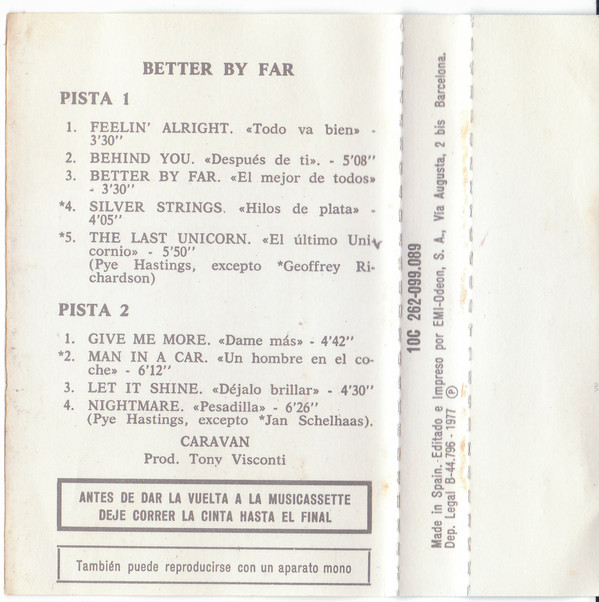 BETTER BY FAR
PISTA 1
1. FEELIN' ALRIGHT. «Todo va bien» -
3'30''
2. BEHIND YOU. «Después de ti». - 5'08''
3. BETTER BY FAR. «El mejor de todos»
- 3'30''
*4. SILVER STRINGS. «Hilos de plata» -
4'05''
*5. THE LAST UNICORN. «El último Uni
cornio» - 5'50''
(Pye Hastings, excepto *Geoffrey Ri-
chardson)
PISTA 2
1. GIVE ME MORE. «Dame más» - 4'42''
*2. MAN IN A CAR. «Un hombre en el co-
che» - 6'12''
3. LET IT SHINE. «Déjalo brillar» - 4'30''
4. NIGHTMARE. «Pesadilla» - 6'26''
(Pye Hastings, excepto *Jan Schelhaas).
CARAVAN
Prod. Tony Visconti
ANTES DE DAR LA VUELTA A LA MUSICASSETTE
DEJE CORRER LA CINTA HASTA EL FINAL
También puede reproducirse con un aparato mono
10C 262-099.089
Made in Spain. Editado e Impreso por EMI-Odeon, S. A., Vía Augusta, 2 bis Barcelona.
Dep. Legal B-44.796 - 1977 Ⓟ